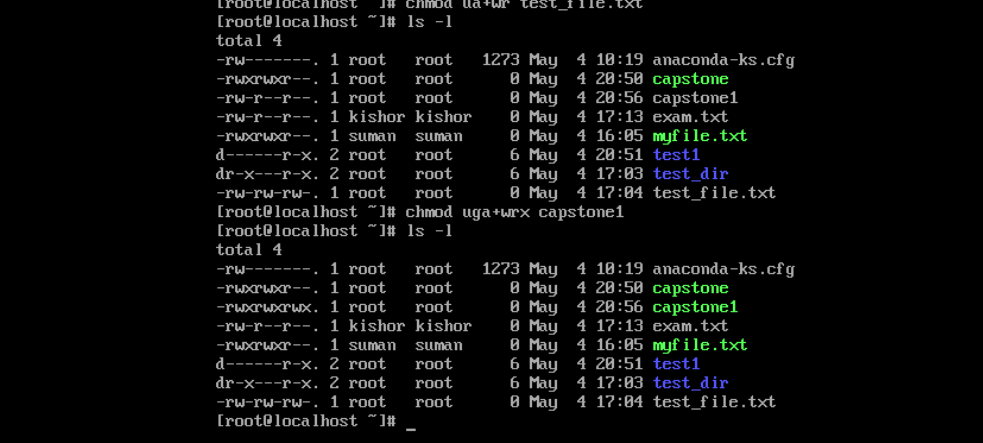 [root@localhost ~]# chmod ua+wr test_file.txt
[root@localhost ~]# ls -l
total 4
-rw-------. 1 root   root   1273 May  4 10:19 anaconda-ks.cfg
-rwxrwxr--. 1 root   root      0 May  4 20:50 capstone
-rw-r--r--. 1 root   root      0 May  4 20:56 capstone1
-rw-r--r--. 1 kishor kishor    0 May  4 17:13 exam.txt
-rwxrwxr--. 1 suman  suman     0 May  4 16:05 myfile.txt
d------r-x. 2 root   root      6 May  4 20:51 test1
dr-x---r-x. 2 root   root      6 May  4 17:03 test_dir
-rw-rw-rw-. 1 root   root      0 May  4 17:04 test_file.txt
[root@localhost ~]# chmod uga+wrx capstone1
[root@localhost ~]# ls -l
total 4
-rw-------. 1 root   root   1273 May  4 10:19 anaconda-ks.cfg
-rwxrwxr--. 1 root   root      0 May  4 20:50 capstone
-rwxrwxrwx. 1 root   root      0 May  4 20:56 capstone1
-rw-r--r--. 1 kishor kishor    0 May  4 17:13 exam.txt
-rwxrwxr--. 1 suman  suman     0 May  4 16:05 myfile.txt
d------r-x. 2 root   root      6 May  4 20:51 test1
dr-x---r-x. 2 root   root      6 May  4 17:03 test_dir
-rw-rw-rw-. 1 root   root      0 May  4 17:04 test_file.txt
[root@localhost ~]# _